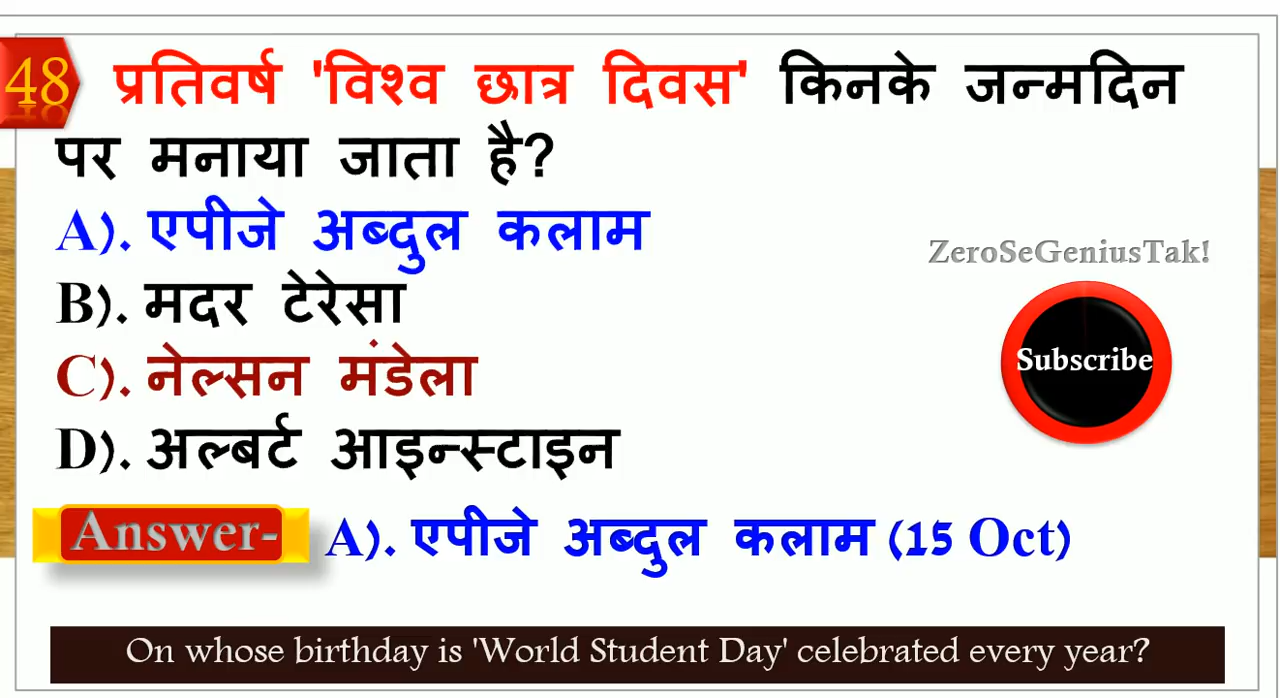 48 प्रतिवर्ष 'विश्व छात्र दिवस' किनके जन्मदिन
पर मनाया जाता है?
A). एपीजे अब्दुल कलाम
B). मदर टेरेसा
C). नेल्सन मंडेला
D). अल्बर्ट आइन्स्टाइन
ZeroSeGeniusTak!
Subscribe
Answer- A). एपीजे अब्दुल कलाम (15 Oct)
On whose birthday is 'World Student Day' celebrated every year?